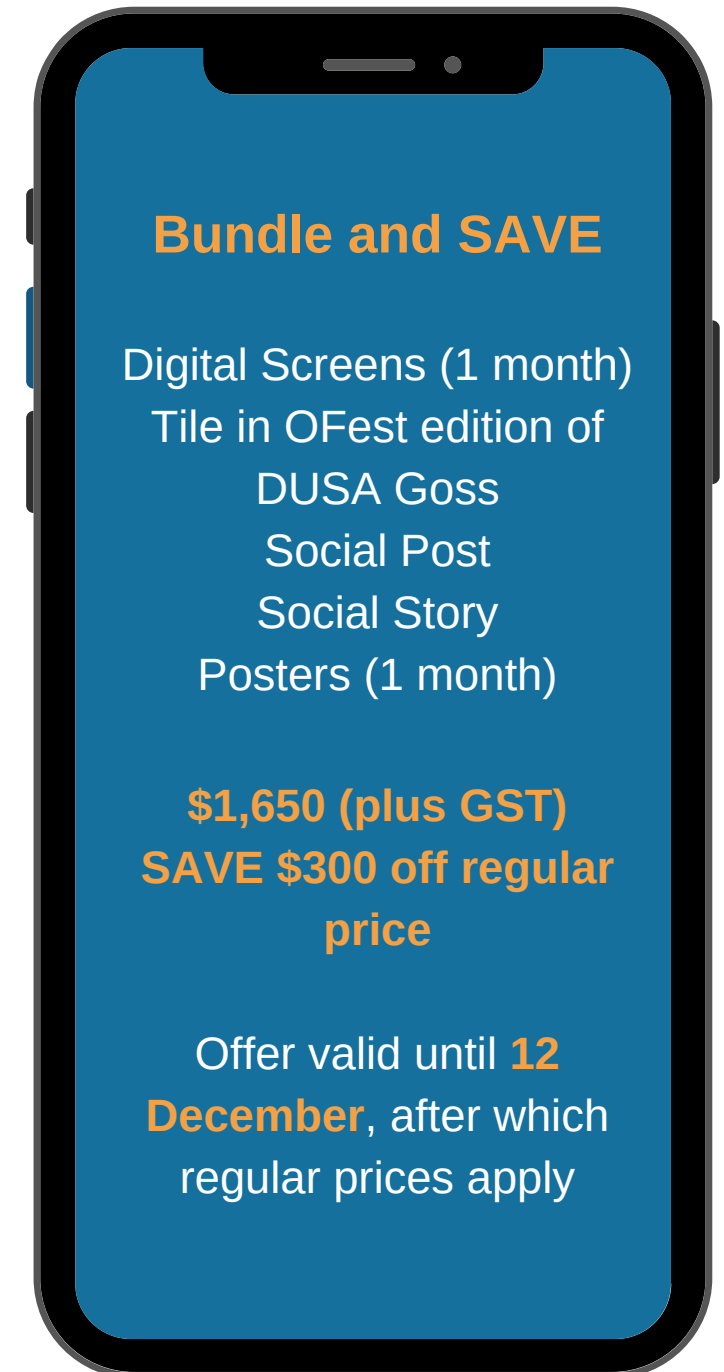 Bundle and SAVE
Digital Screens (1 month)
Tile in OFest edition of
DUSA Goss
Social Post
Social Story
Posters (1 month)
$1,650 (plus GST)
SAVE $300 off regular
price
Offer valid until 12
December, after which
regular prices apply